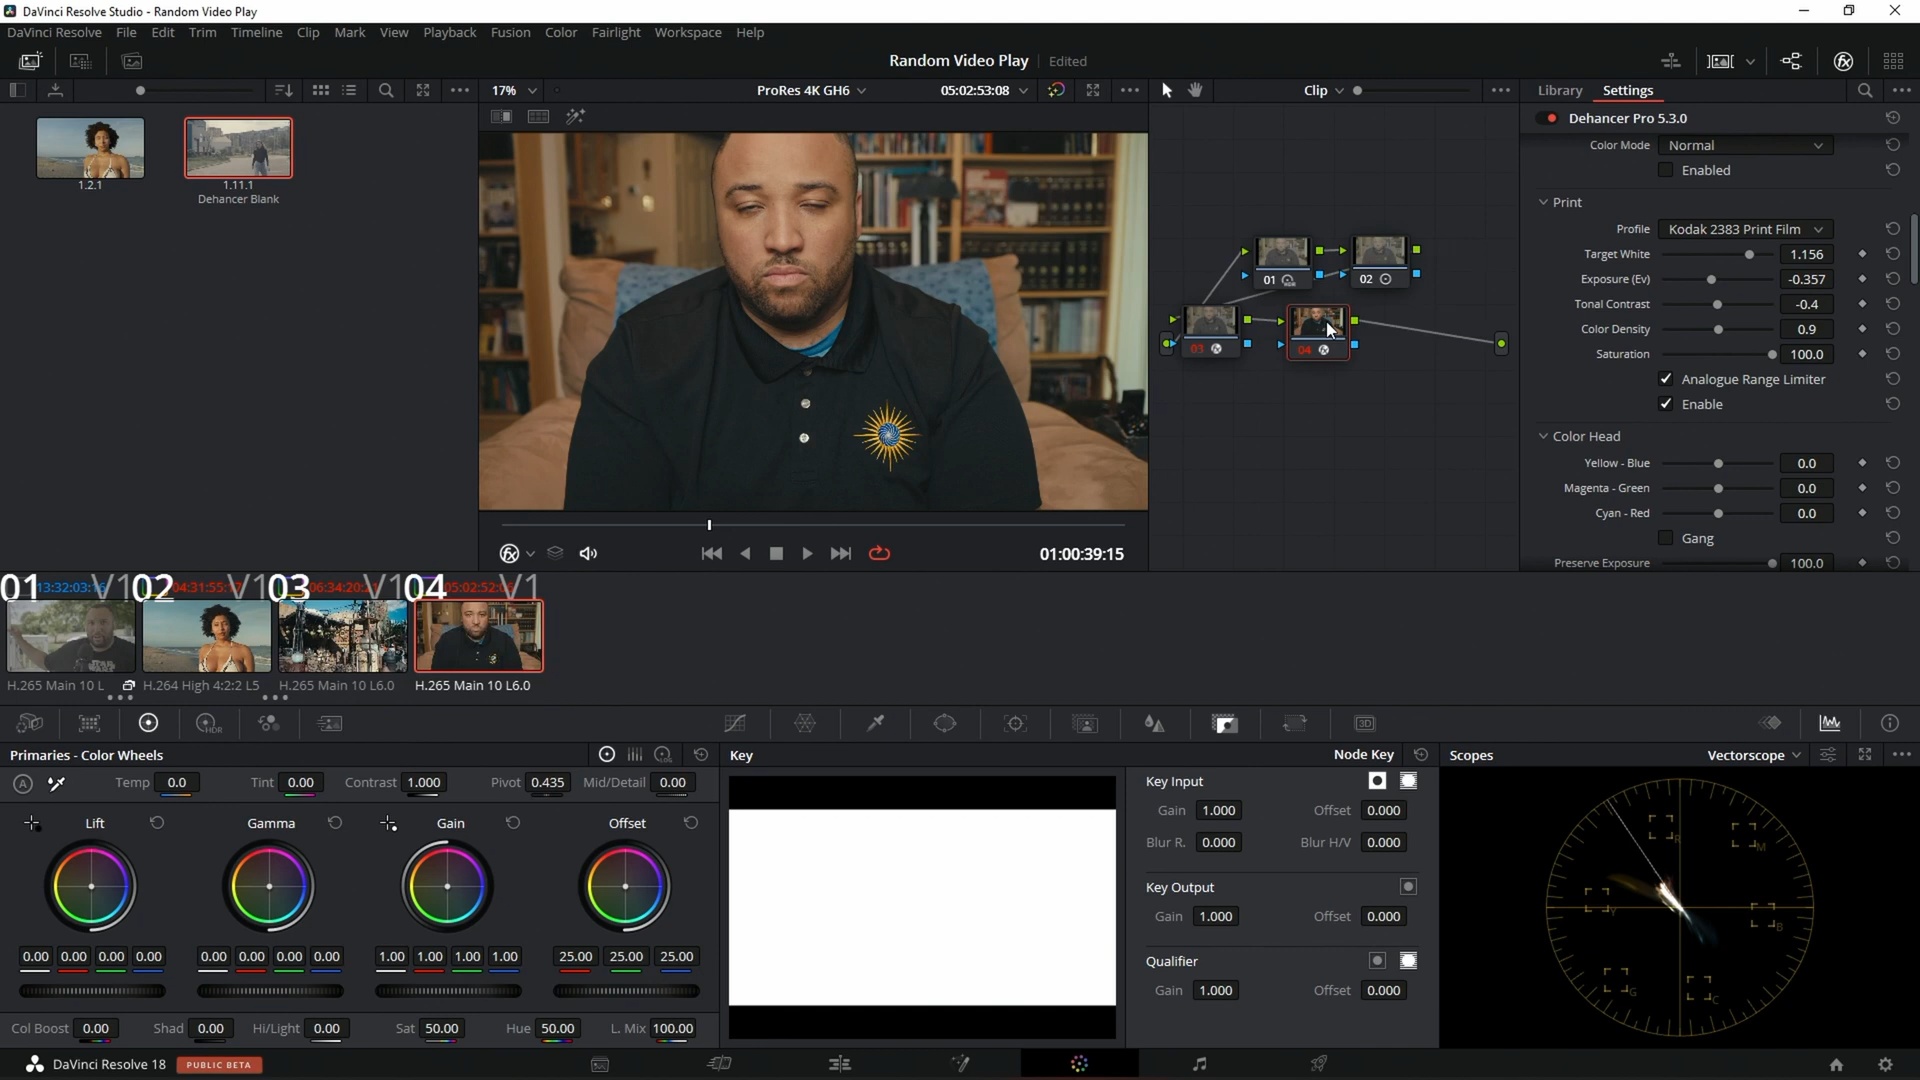 DaVinci Resolve Studio - Random Video Play
DaVinci Resolve File Edit Trim Timeline Clip Mark View Playback Fusion Color Fairlight Workspace Help
Random Video Play Edited
17% ProRes 4K GH6 05:02:53:08 Clip Library Settings
Dehancer Pro 5.3.0
Color Mode Normal
Enabled
Print
Profile Kodak 2383 Print Film
Target White 1.156
Exposure (Ev) -0.357
Tonal Contrast -0.4
Color Density 0.9
Saturation 100.0
Analogue Range Limiter
Enable
Color Head
Yellow - Blue 0.0
Magenta - Green 0.0
Cyan - Red 0.0
Gang
Preserve Exposure 100.0
1.2.1 1.11.1
Dehancer Blank
01 HDR 02
03 04
01:00:39:15
01 V1 02 V1 03 V1 04 V1
H.265 Main 10 L H.264 High 4:2:2 L5 H.265 Main 10 L6.0 H.265 Main 10 L6.0
HDR 3D
Primaries - Color Wheels LOG Key Node Key Scopes Vectorscope
A Temp 0.0 Tint 0.00 Contrast 1.000 Pivot 0.435 Mid/Detail 0.00
Lift Gamma Gain Offset
0.00 0.00 0.00 0.00 0.00 0.00 0.00 0.00 1.00 1.00 1.00 1.00 25.00 25.00 25.00
Col Boost 0.00 Shad 0.00 Hi/Light 0.00 Sat 50.00 Hue 50.00 L. Mix 100.00
Key Input
Gain 1.000 Offset 0.000
Blur R. 0.000 Blur H/V 0.000
Key Output
Gain 1.000 Offset 0.000
Qualifier
Gain 1.000 Offset 0.000
R M
Y B
G C
DaVinci Resolve 18 PUBLIC BETA